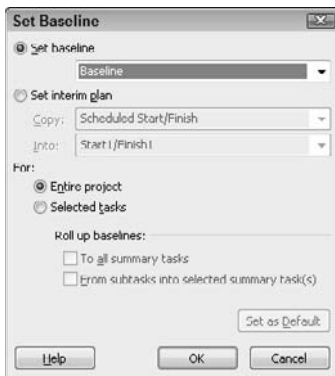 Set Baseline
Set baseline
Baseline
Set interim plan
Copy: Scheduled Start/Finish
Into: Start1/Finish1
For:
Entire project
Selected tasks
Roll up baselines:
To all summary tasks
From subtasks into selected summary task(s)
Set as Default
Help OK Cancel